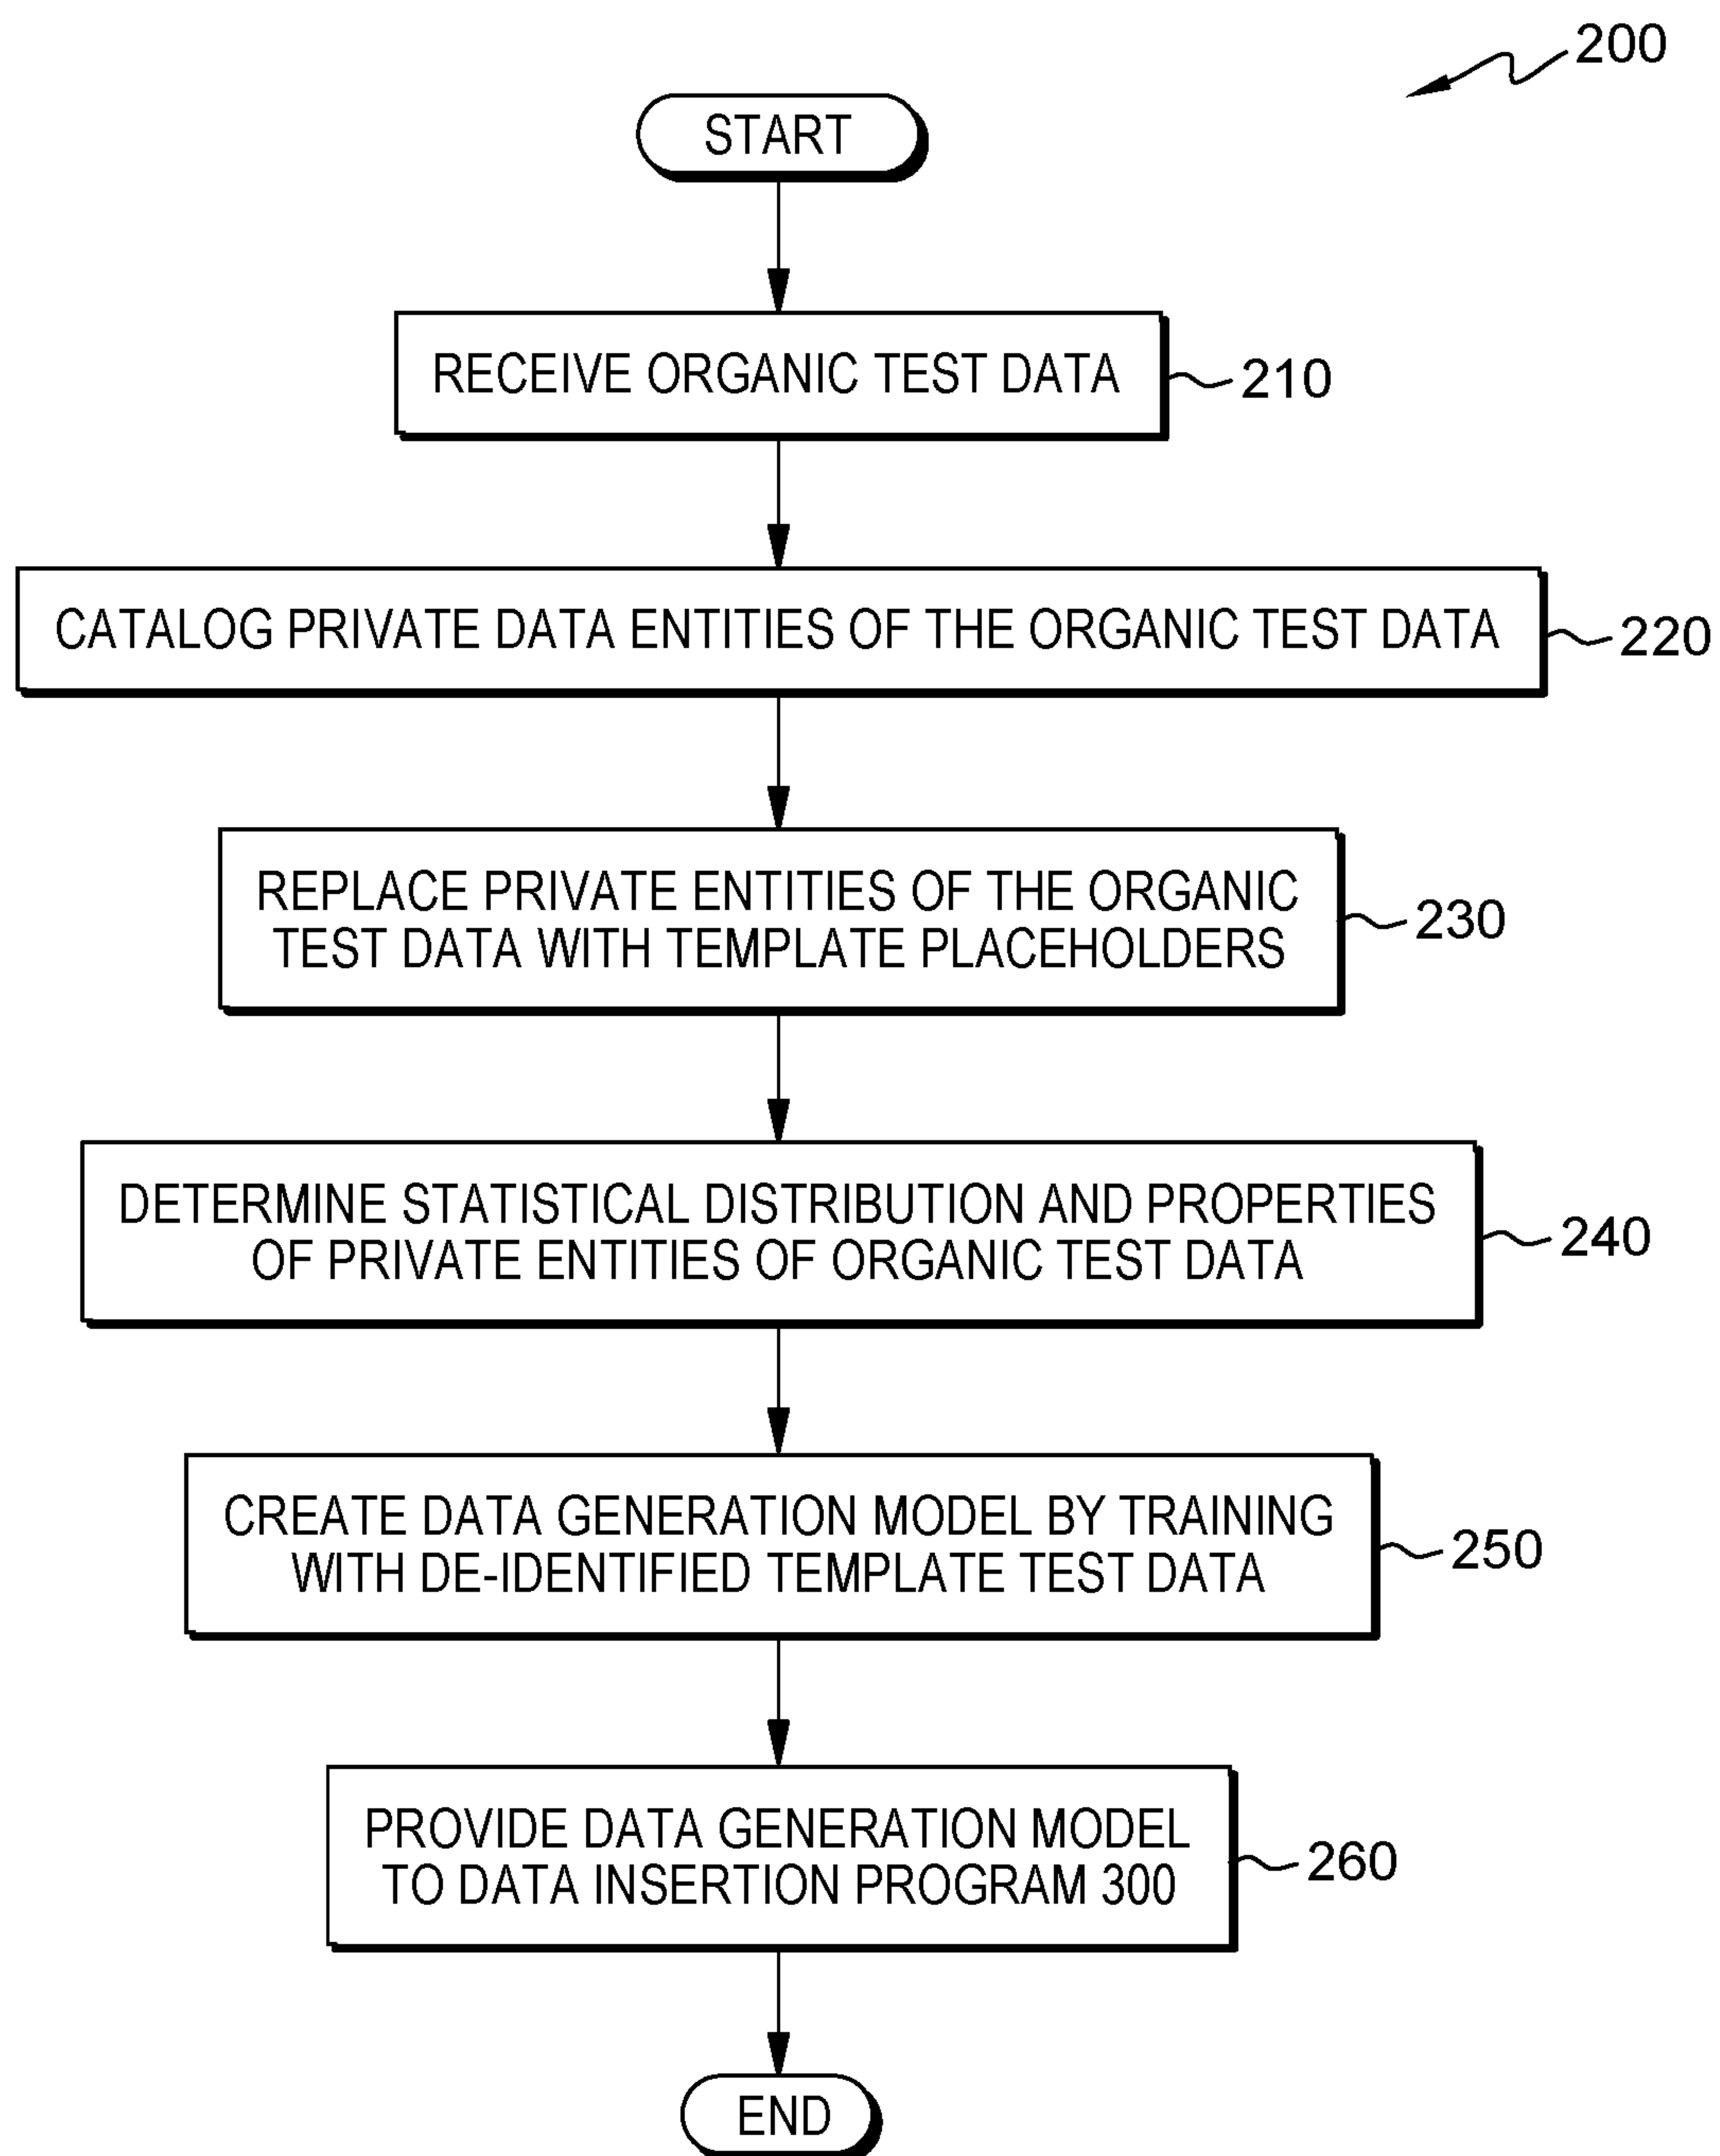 200
START
RECEIVE ORGANIC TEST DATA
210
CATALOG PRIVATE DATA ENTITIES OF THE ORGANIC TEST DATA
220
REPLACE PRIVATE ENTITIES OF THE ORGANIC
TEST DATA WITH TEMPLATE PLACEHOLDERS
230
DETERMINE STATISTICAL DISTRIBUTION AND PROPERTIES
OF PRIVATE ENTITIES OF ORGANIC TEST DATA
240
CREATE DATA GENERATION MODEL BY TRAINING
WITH DE-IDENTIFIED TEMPLATE TEST DATA
250
PROVIDE DATA GENERATION MODEL
TO DATA INSERTION PROGRAM 300
260
END